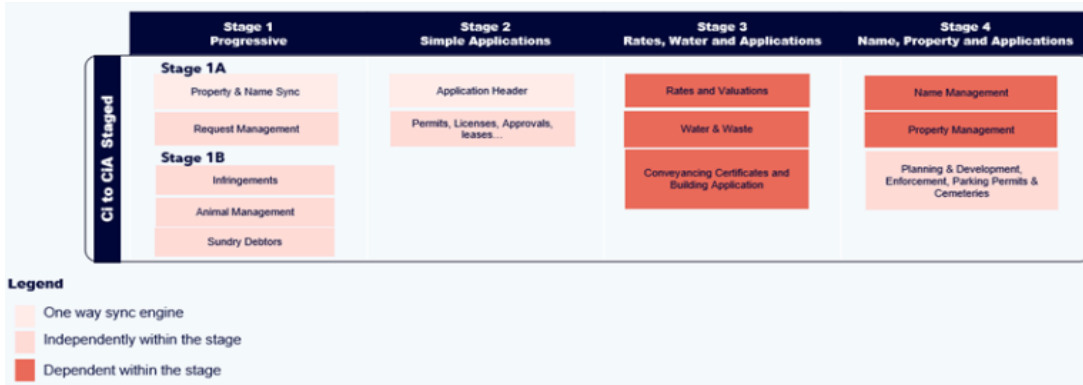 Stage 1
Progressive
Stage 2
Simple Applications
Stage 3
Rates, Water and Applications
Stage 4
Name, Property and Applications
Ci to CiA Staged
Stage 1A
Property & Name Sync
Request Management
Stage 1B
Infringements
Animal Management
Sundry Debtors
Application Header
Permits, Licenses, Approvals,
leases...
Rates and Valuations
Water & Waste
Conveyancing Certificates and
Building Application
Name Management
Property Management
Planning & Development,
Enforcement, Parking Permits &
Cemeteries
Legend
One way sync engine
Independently within the stage
Dependent within the stage